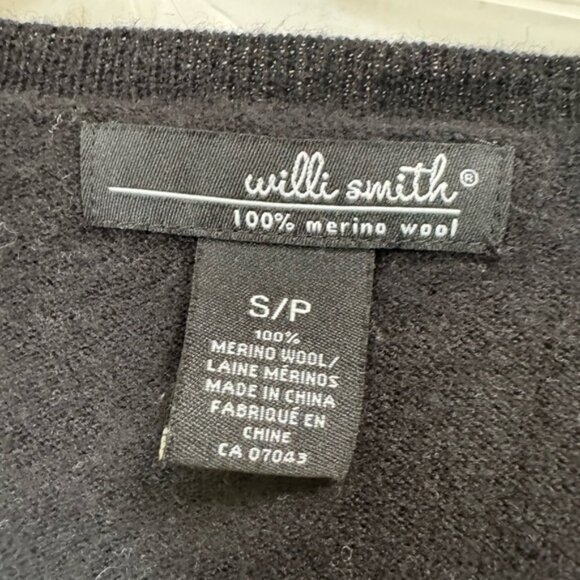 willi smith®
100% merino wool
S/P
100%
MERINO WOOL/
LAINE MÉRINOS
MADE IN CHINA
FABRIQUÉ EN
CHINE
CA 07043